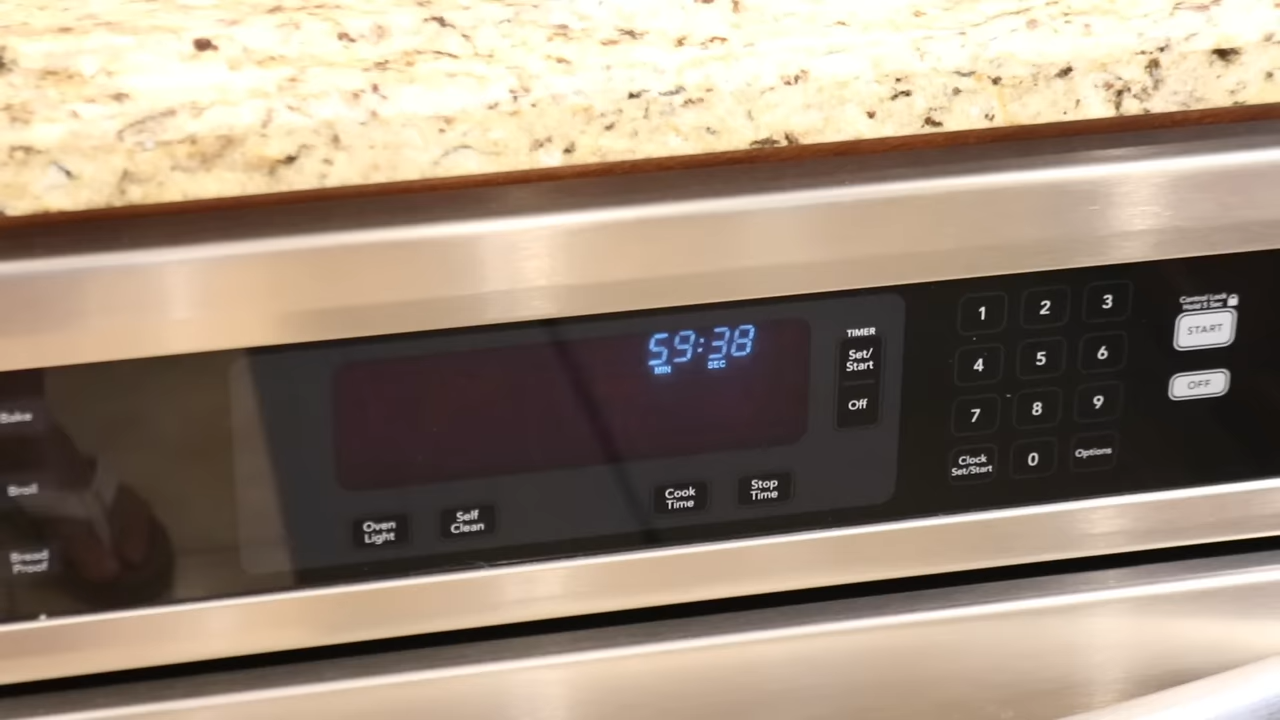 59:38
MIN SEC
TIMER
Set/
Start
Off
1 2 3
4 5 6
7 8 9
Clock
Set/Start
0
Options
Control Lock
Hold 3 Sec
START
OFF
Bake
Broil
Bread
Proof
Oven
Light
Self
Clean
Cook
Time
Stop
Time